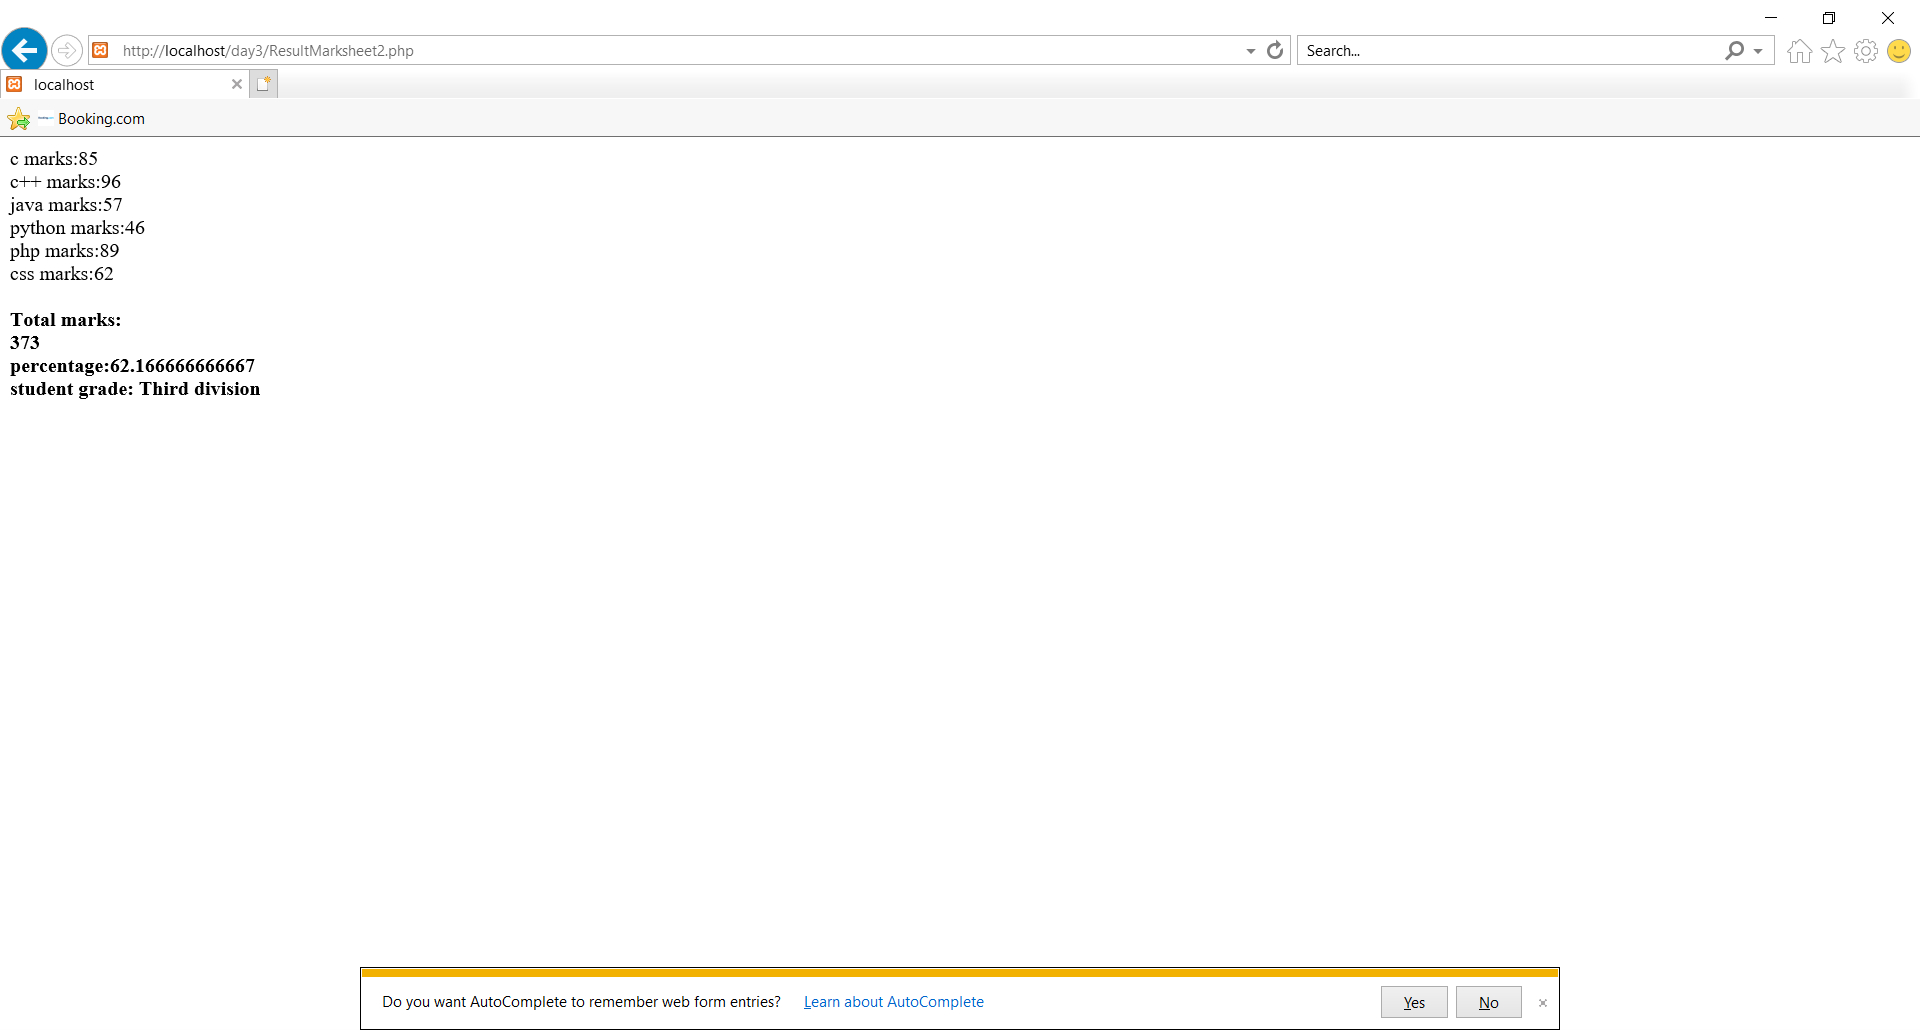 http://localhost/day3/ResultMarksheet2.php
Search...
localhost
Booking.com
c marks:85
c++ marks:96
java marks:57
python marks:46
php marks:89
css marks:62
Total marks:
373
percentage:62.166666666667
student grade: Third division
Do you want AutoComplete to remember web form entries? Learn about AutoComplete Yes No